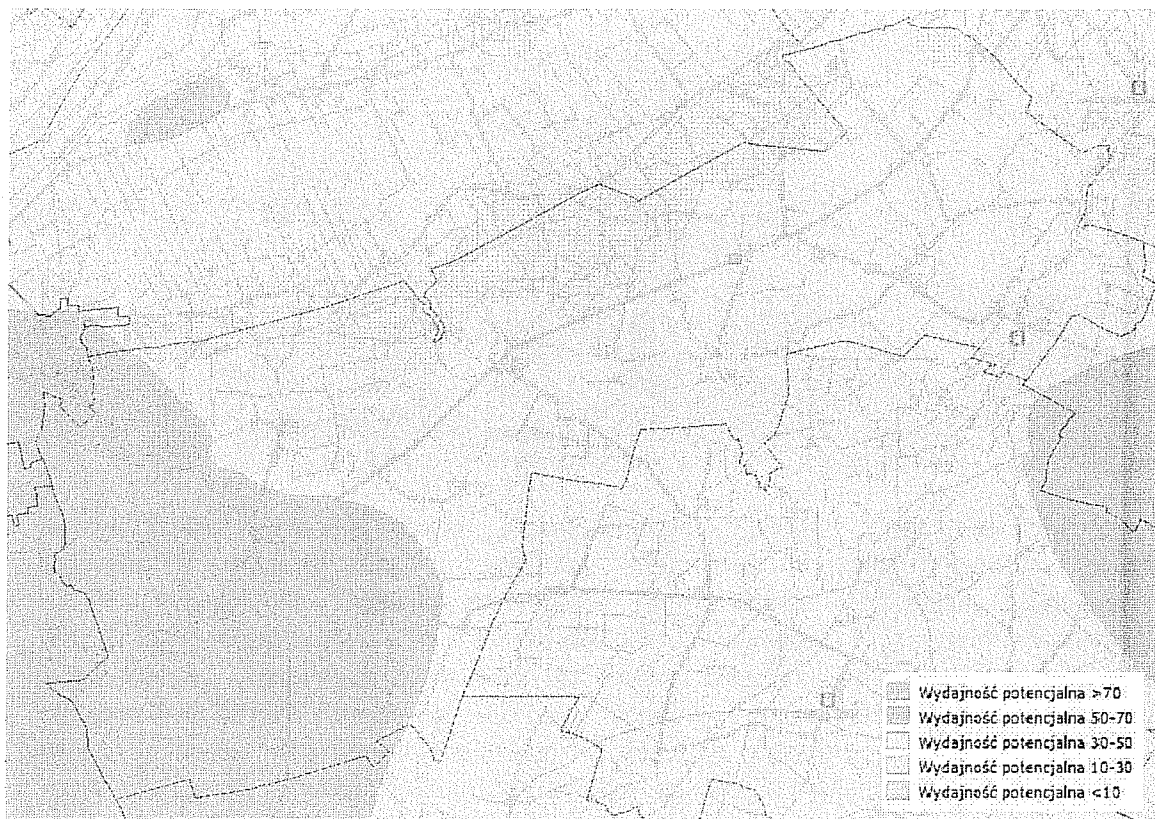 Wydajność potencjalna >70
Wydajność potencjalna 50-70
Wydajność potencjalna 30-50
Wydajność potencjalna 10-30
Wydajność potencjalna <10